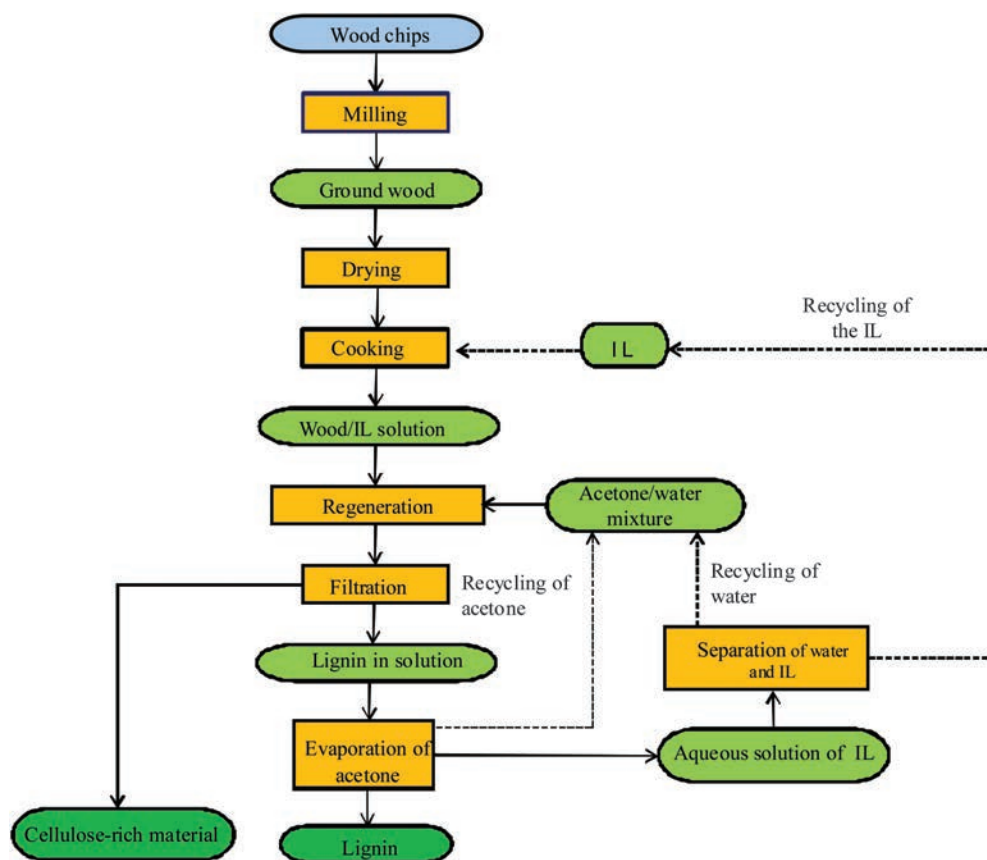 Wood chips
Milling
Ground wood
Drying
Recycling of
the IL
Cooking
IL
Wood/IL solution
Acetone/water
mixture
Regeneration
Recycling of
water
Filtration
Recycling of
acetone
Lignin in solution
Separation of water
and IL
Evaporation of
acetone
Aqueous solution of IL
Cellulose-rich material
Lignin